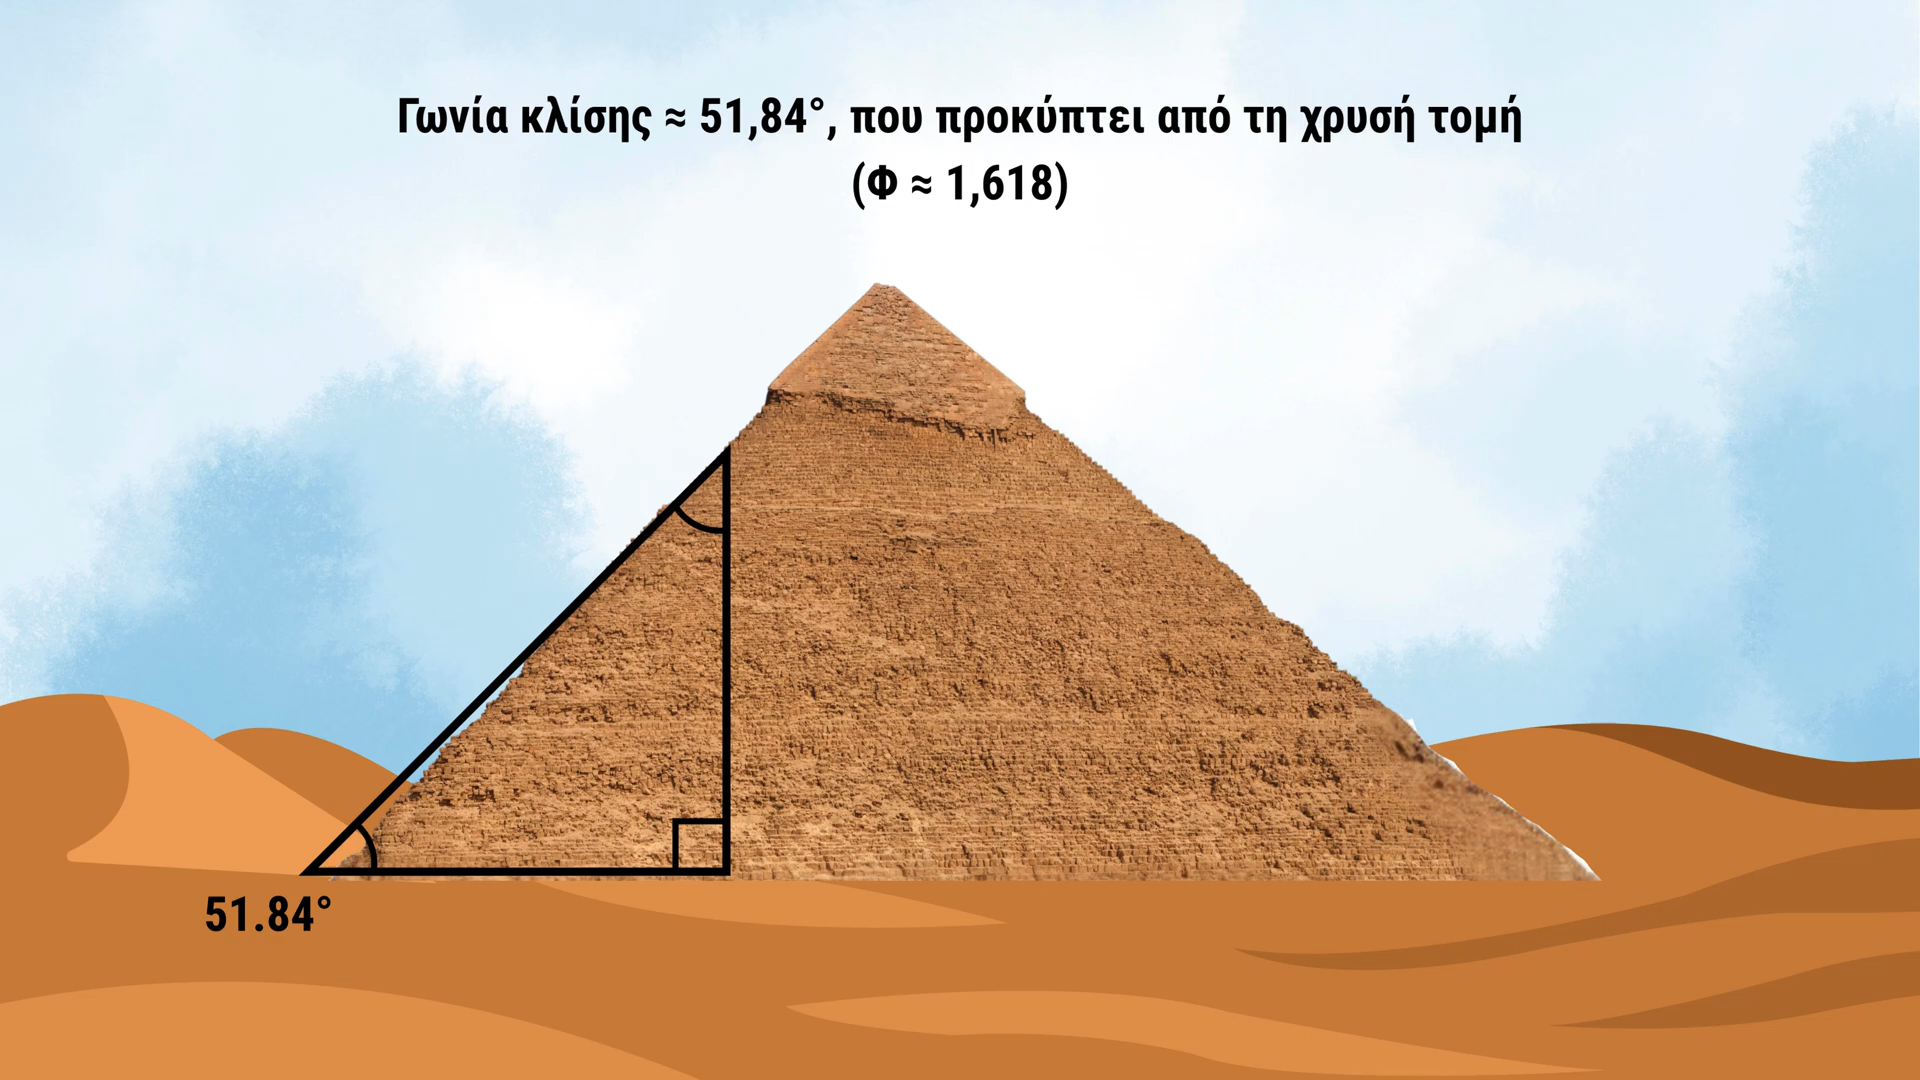 Γωνία κλίσης ≈ 51,84°, που προκύπτει από τη χρυσή τομή
(Φ ≈ 1,618)
51.84°